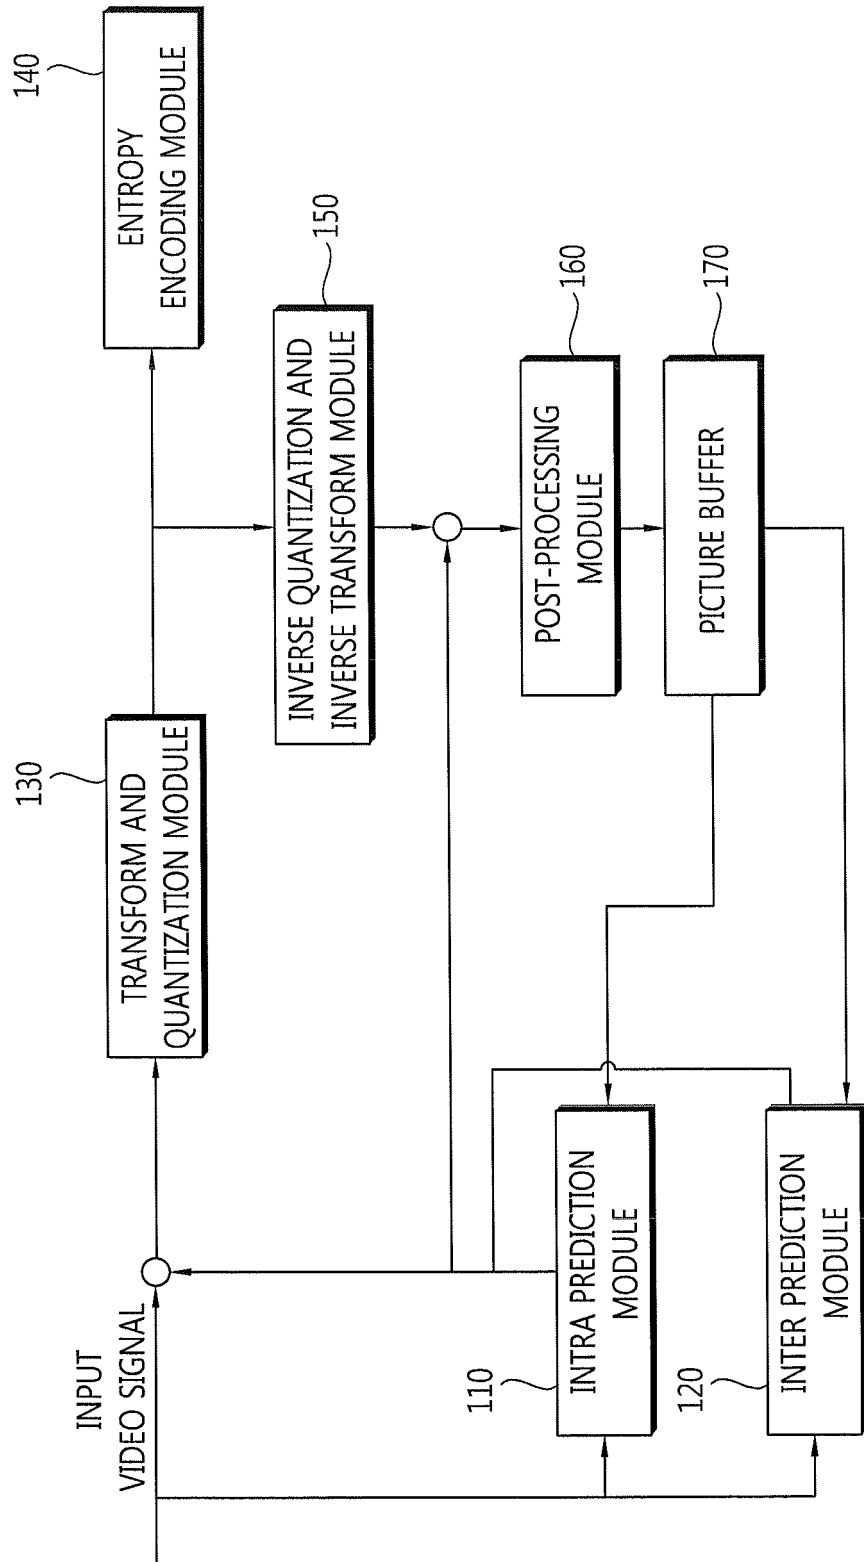 INPUT
VIDEO SIGNAL
130
TRANSFORM AND
QUANTIZATION MODULE
140
ENTROPY
ENCODING MODULE
150
INVERSE QUANTIZATION AND
INVERSE TRANSFORM MODULE
160
POST-PROCESSING
MODULE
110
INTRA PREDICTION
MODULE
170
PICTURE BUFFER
120
INTER PREDICTION
MODULE